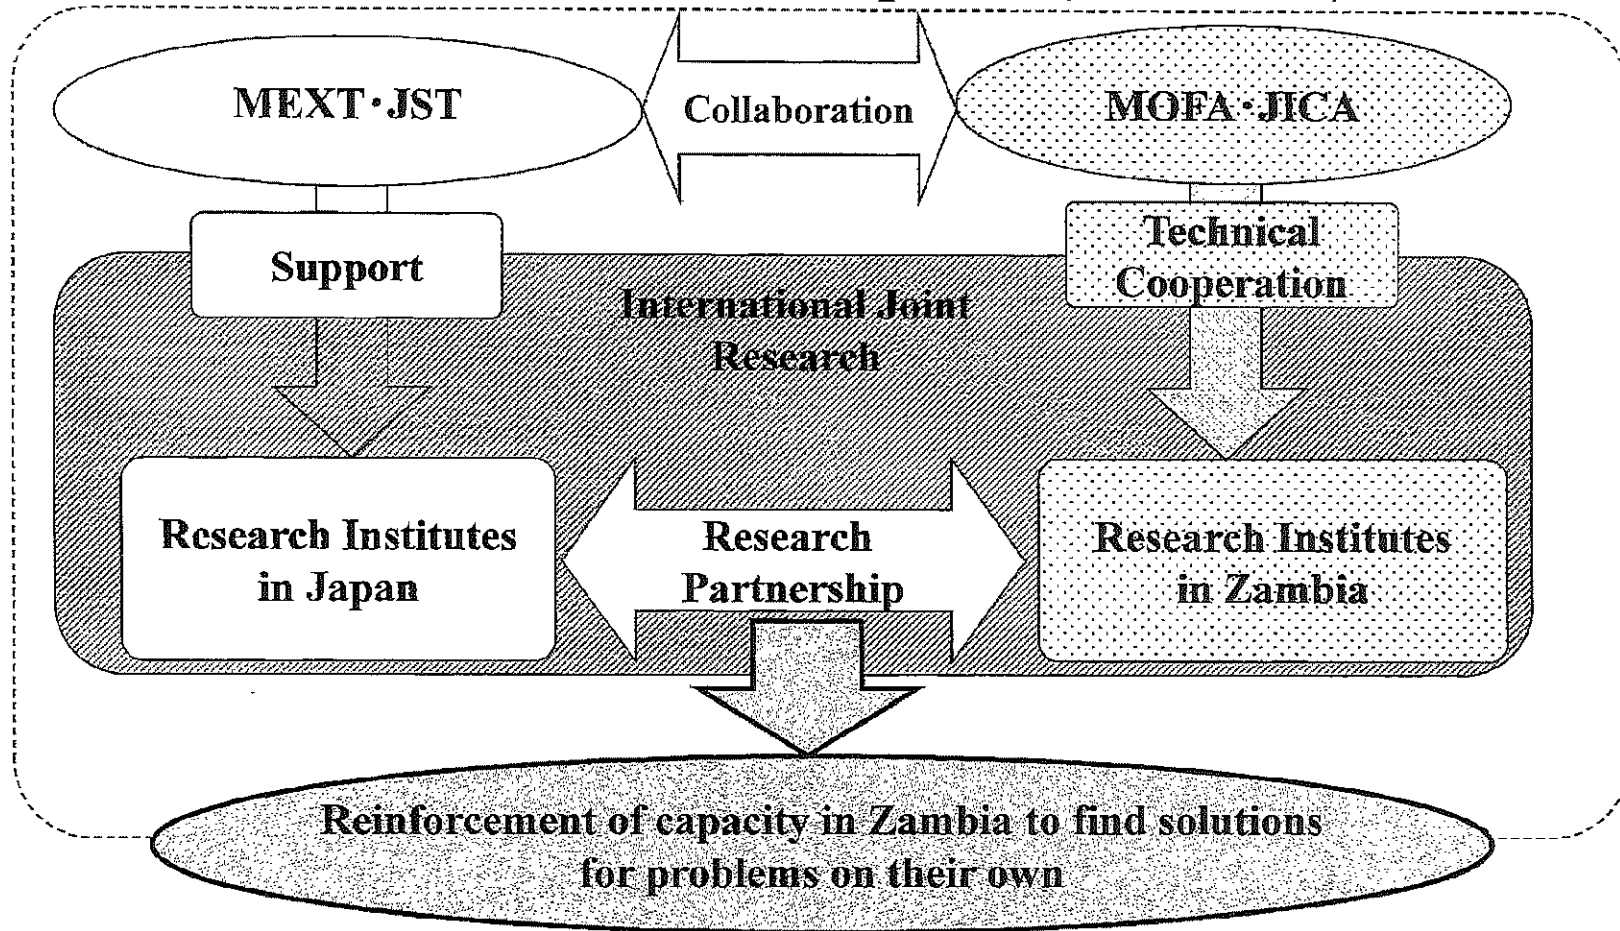 MEXT・JST
Collaboration
MOFA・JICA
Support
Technical
Cooperation
International Joint
Research
Research Institutes
in Japan
Research
Partnership
Research Institutes
in Zambia
Reinforcement of capacity in Zambia to find solutions
for problems on their own